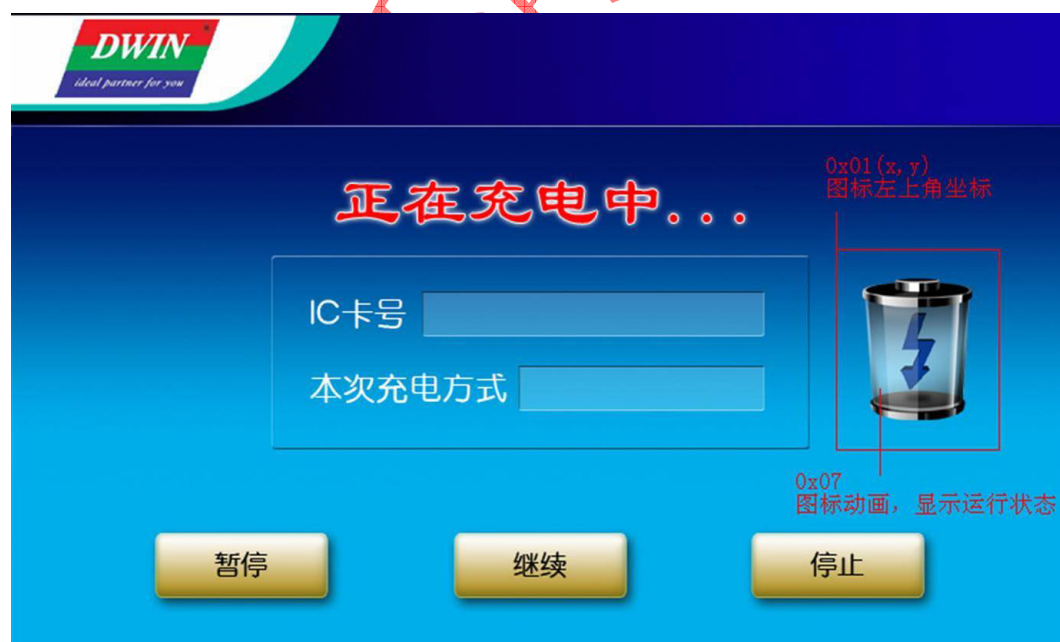 DWIN
ideal partner for you
0x01(x,y)
图标左上角坐标
正在充电中...
IC卡号
本次充电方式
0x07
图标动画，显示运行状态
暂停
继续
停止